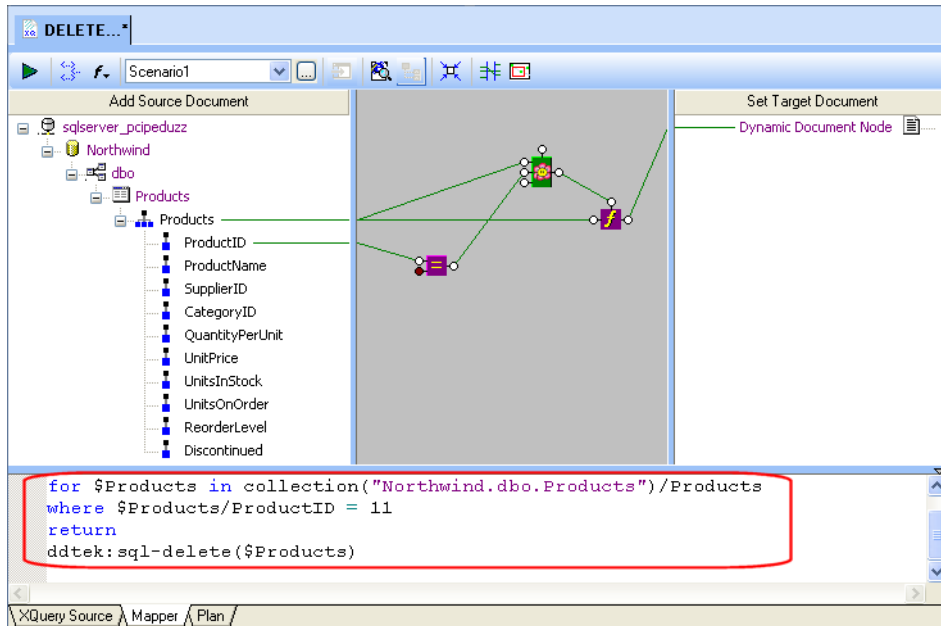 DELETE...*
Scenario1
Add Source Document
Set Target Document
sqlserver_pcipeduzz
Dynamic Document Node
Northwind
dbo
Products
Products
ProductID
ProductName
SupplierID
CategoryID
QuantityPerUnit
UnitPrice
UnitsInStock
UnitsOnOrder
ReorderLevel
Discontinued
for $Products in collection("Northwind.dbo.Products")/Products
where $Products/ProductID = 11
return
ddtek:sql-delete($Products)
XQuery Source Mapper Plan